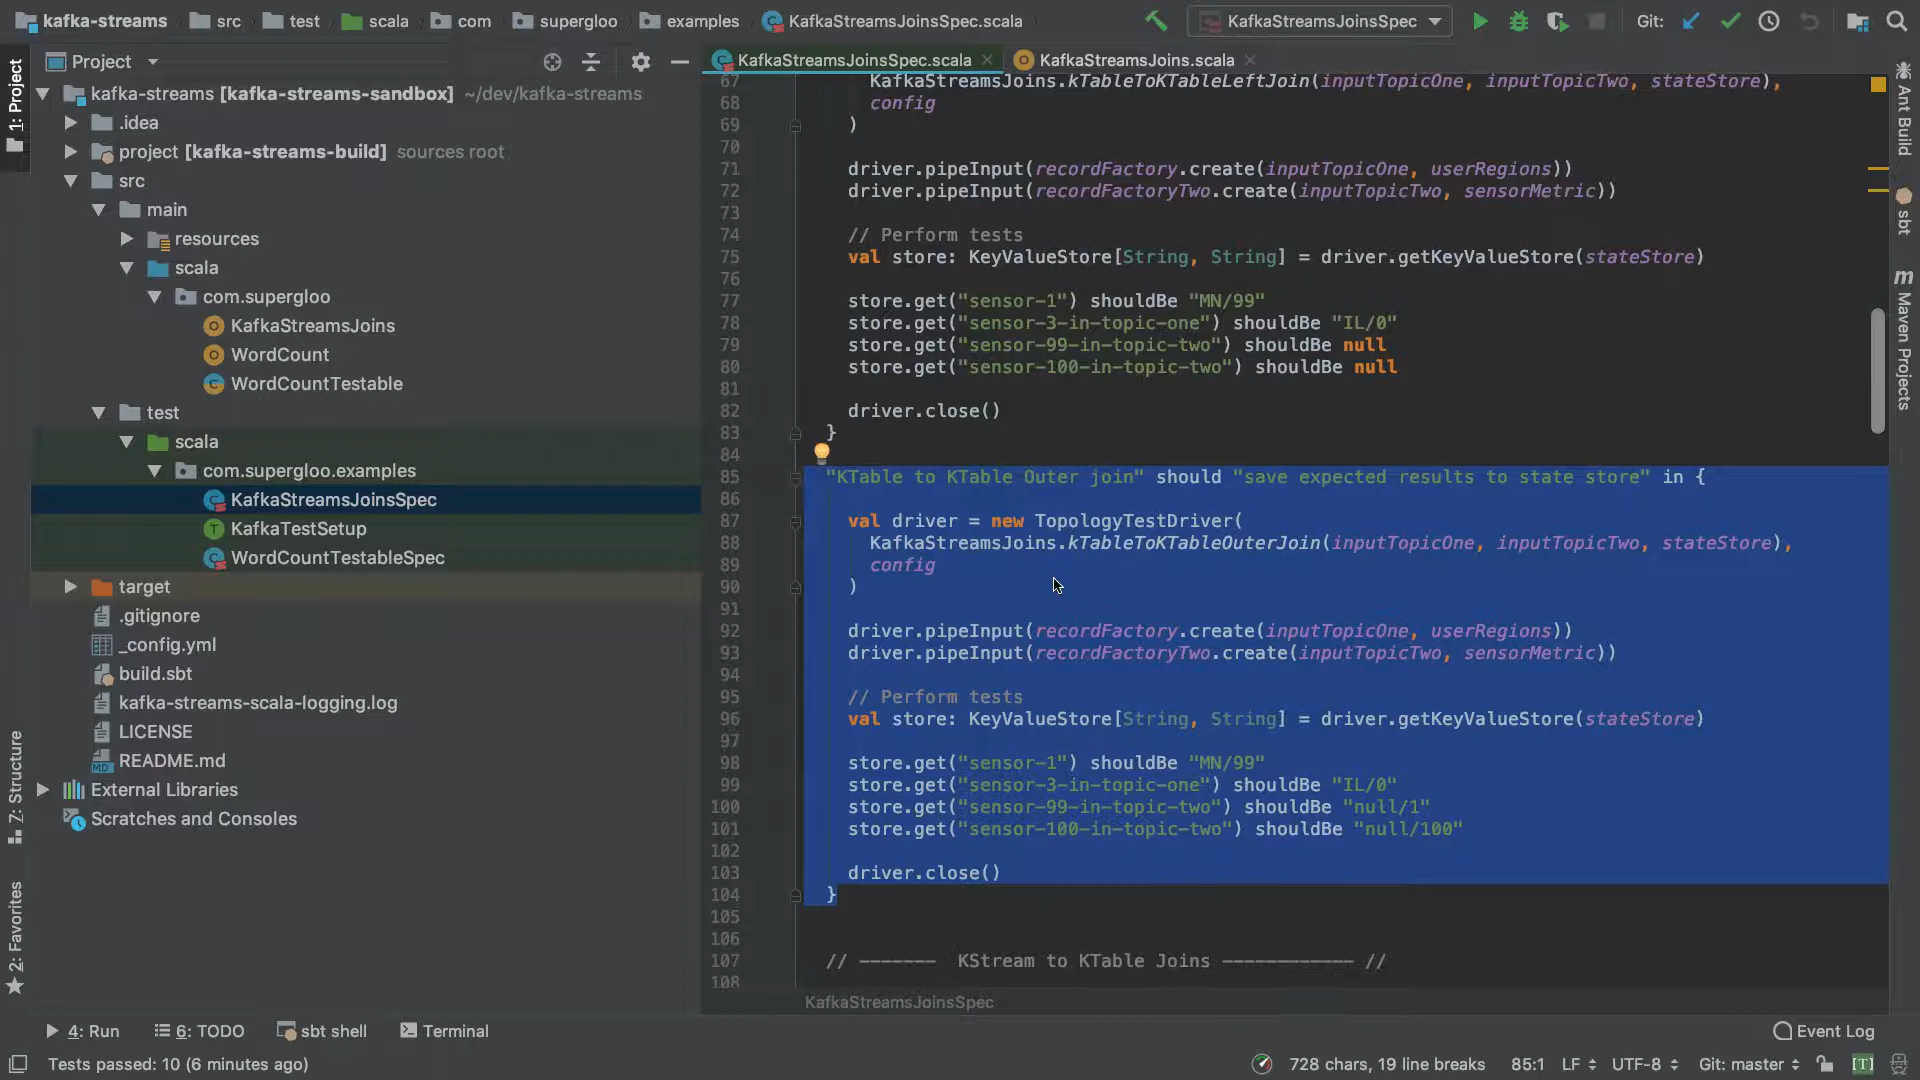 kafka-streams src test scala com supergloo examples KafkaStreamsJoinsSpec.scala KafkaStreamsJoinsSpec Git:
Project
KafkaStreamsJoinsSpec.scala KafkaStreamsJoins.scala
kafka-streams [kafka-streams-sandbox] ~/dev/kafka-streams
.idea
project [kafka-streams-build] sources root
src
main
resources
scala
com.supergloo
KafkaStreamsJoins
WordCount
WordCountTestable
test
scala
com.supergloo.examples
KafkaStreamsJoinsSpec
KafkaTestSetup
WordCountTestableSpec
target
.gitignore
_config.yml
build.sbt
kafka-streams-scala-logging.log
LICENSE
README.md
External Libraries
Scratches and Consoles
1: Project
7: Structure
2: Favorites
67 KafkaStreamsJoins.kTableToKTableLeftJoin(inputTopicOne, inputTopicTwo, stateStore),
68 config
69 )
70
71 driver.pipeInput(recordFactory.create(inputTopicOne, userRegions))
72 driver.pipeInput(recordFactoryTwo.create(inputTopicTwo, sensorMetric))
73
74 // Perform tests
75 val store: KeyValueStore[String, String] = driver.getKeyValueStore(stateStore)
76
77 store.get("sensor-1") shouldBe "MN/99"
78 store.get("sensor-3-in-topic-one") shouldBe "IL/0"
79 store.get("sensor-99-in-topic-two") shouldBe null
80 store.get("sensor-100-in-topic-two") shouldBe null
81
82 driver.close()
83 }
84
85 "KTable to KTable Outer join" should "save expected results to state store" in {
86
87 val driver = new TopologyTestDriver(
88 KafkaStreamsJoins.kTableToKTableOuterJoin(inputTopicOne, inputTopicTwo, stateStore),
89 config
90 )
91
92 driver.pipeInput(recordFactory.create(inputTopicOne, userRegions))
93 driver.pipeInput(recordFactoryTwo.create(inputTopicTwo, sensorMetric))
94
95 // Perform tests
96 val store: KeyValueStore[String, String] = driver.getKeyValueStore(stateStore)
97
98 store.get("sensor-1") shouldBe "MN/99"
99 store.get("sensor-3-in-topic-one") shouldBe "IL/0"
100 store.get("sensor-99-in-topic-two") shouldBe "null/1"
101 store.get("sensor-100-in-topic-two") shouldBe "null/100"
102
103 driver.close()
104 }
105
106
107 // ------- KStream to KTable Joins ------------ //
108
KafkaStreamsJoinsSpec
Ant Build
sbt
m Maven Projects
4: Run 6: TODO sbt shell Terminal Event Log
Tests passed: 10 (6 minutes ago) 728 chars, 19 line breaks 85:1 LF UTF-8 Git: master [T]